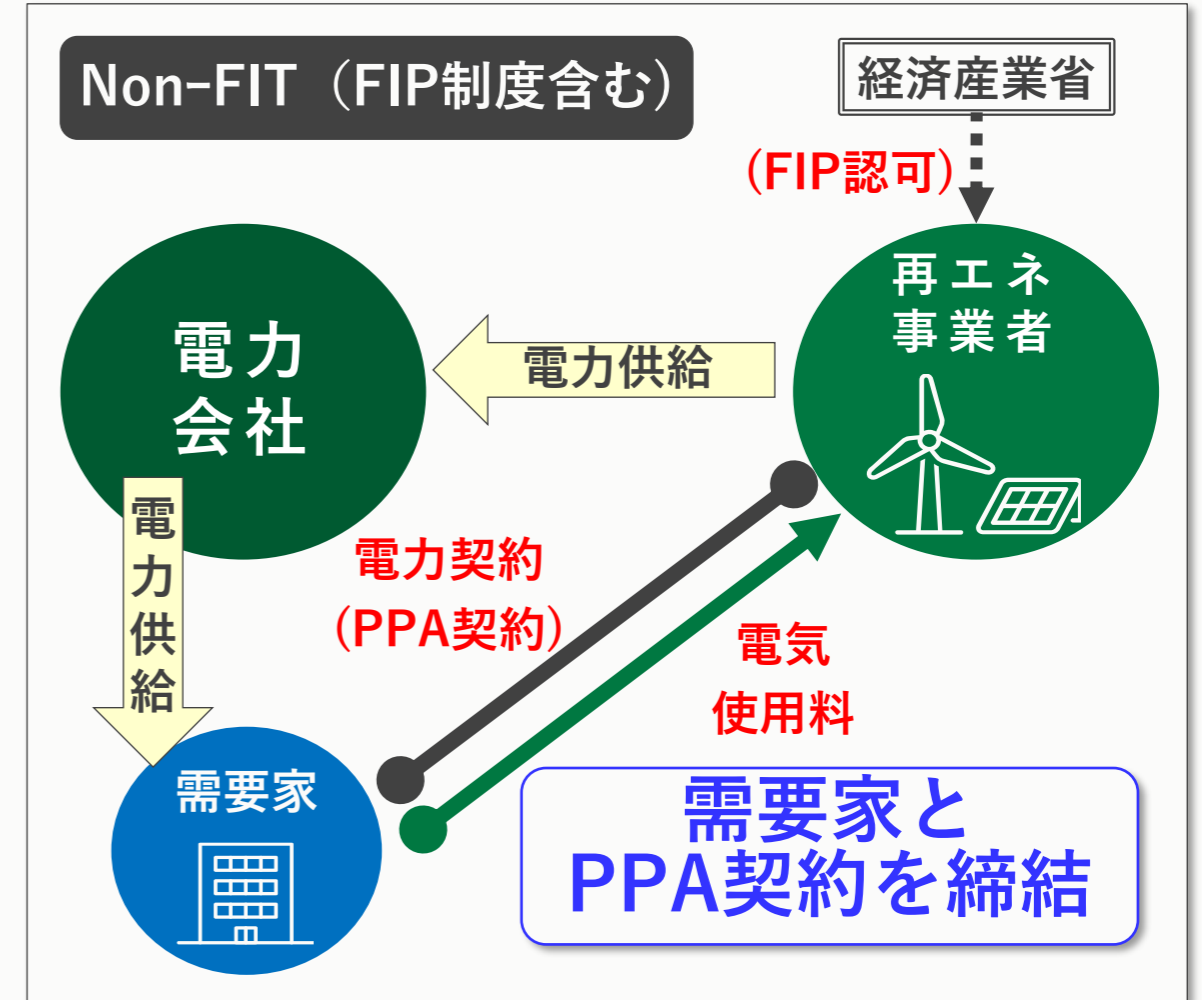 Non-FIT（FIP制度含む）
経済産業省
(FIP認可)
再エネ
事業者
電力
会社
電力供給
電力供給
電力契約
(PPA契約)
電気
使用料
需要家
需要家と
PPA契約を締結